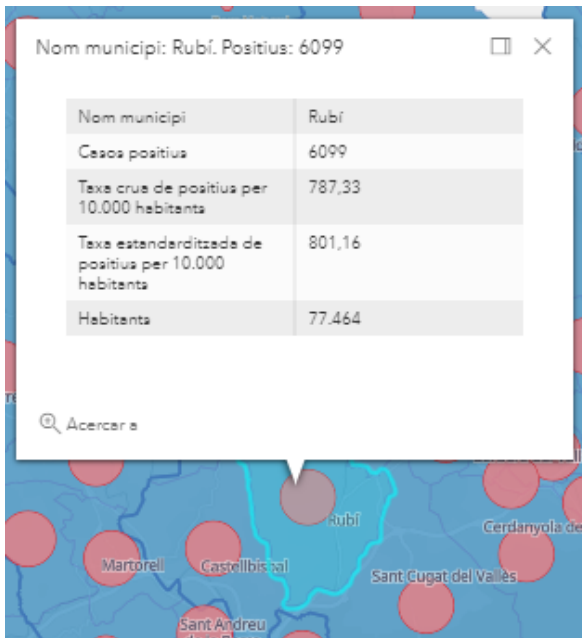 Nom municipi: Rubí. Positius: 6099
Nom municipi Rubí
Casos positius 6099
Taxa crua de positius per 787,33
10.000 habitants
Taxa estandarditzada de 801,16
positius per 10.000
habitants
Habitants 77.464
Acercar a
Rubí
Cerdanyola de
Martorell
Castellbisbal
Sant Cugat del Vallès
Sant Andreu